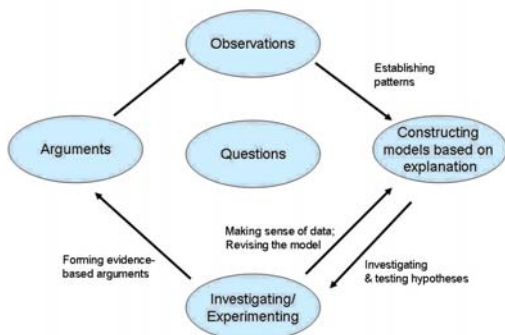 Observations
Establishing
patterns
Arguments
Questions
Constructing
models based on
explanation
Making sense of data;
Revising the model
Forming evidence-
based arguments
Investigating
& testing hypotheses
Investigating/
Experimenting